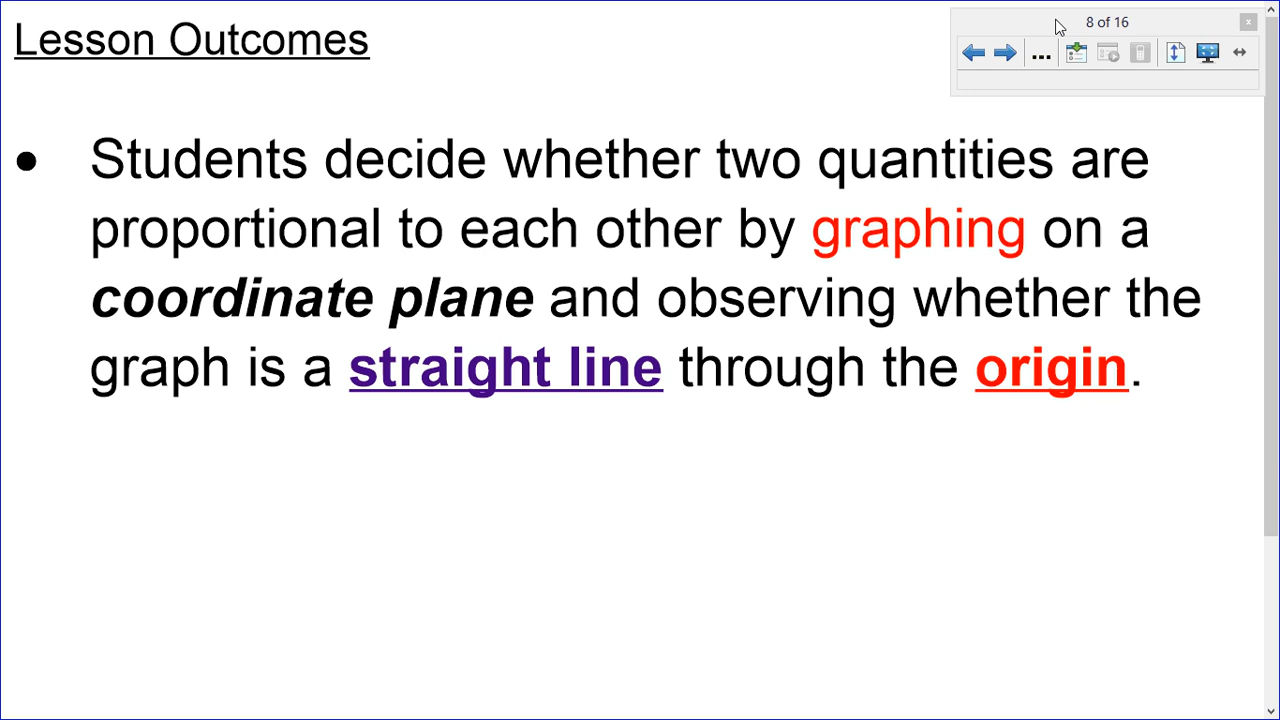 Lesson Outcomes
8 of 16
• Students decide whether two quantities are
proportional to each other by graphing on a
coordinate plane and observing whether the
graph is a straight line through the origin.